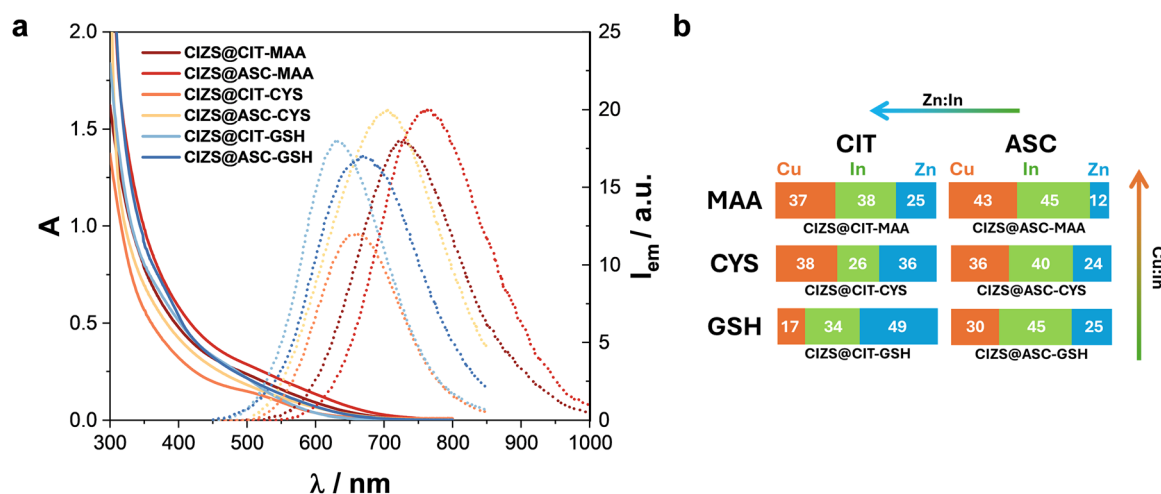 a
2.0
1.5
1.0
0.5
0.0
A
CIZS@CIT-MAA
CIZS@ASC-MAA
CIZS@CIT-CYS
CIZS@ASC-CYS
CIZS@CIT-GSH
CIZS@ASC-GSH
25
20
15
10
5
0
Iem / a.u.
300 400 500 600 700 800 900 1000
λ / nm
b
Zn:In
CIT ASC
Cu In Zn Cu In Zn
MAA 37 38 25 43 45 12
CIZS@CIT-MAA CIZS@ASC-MAA
CYS 38 26 36 36 40 24
CIZS@CIT-CYS CIZS@ASC-CYS
GSH 17 34 49 30 45 25
CIZS@CIT-GSH CIZS@ASC-GSH
Cu:In